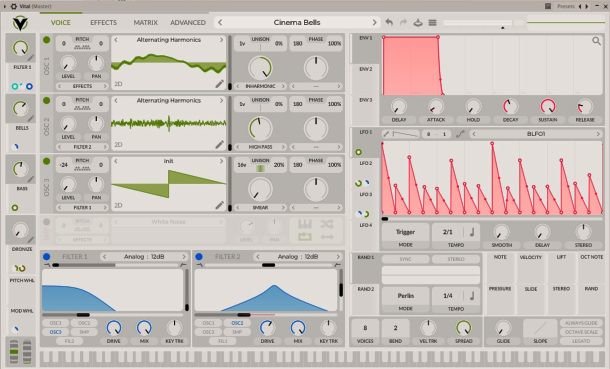 Vital (Master)
Presets
VOICE EFFECTS MATRIX ADVANCED
Cinema Bells
FILTER 1
BELLS
BASS
DRONIZE
PITCH WHL
MOD WHL
OSC 1
0 PITCH 0
LEVEL PAN
EFFECTS
Alternating Harmonics
2D
1v UNISON 0%
INHARMONIC
180 PHASE 100%
---
OSC 2
0 PITCH 0
LEVEL PAN
FILTER 2
Alternating Harmonics
2D
1v UNISON 0%
HIGH PASS
180 PHASE 100%
---
OSC 3
-24 PITCH 0
LEVEL PAN
FILTER 1
Init
2D
16v UNISON 20%
SMEAR
180 PHASE 100%
---
PITCH
EFFECTS
White Noise
LEVEL PAN
FILTER 1 Analog : 12dB
OSC1 OSC2
OSC3 SMP
FIL2
DRIVE MIX KEY TRK
FILTER 2 Analog : 12dB
OSC1 OSC2
OSC3 SMP
FIL1
DRIVE MIX KEY TRK
ENV 1
ENV 2
ENV 3
DELAY ATTACK HOLD DECAY SUSTAIN RELEASE
LFO 1
LFO 2
LFO 3
LFO 4
8 - 1
BLFO1
Trigger
MODE
2/1
TEMPO
SMOOTH DELAY STEREO
RAND 1
RAND 2
SYNC STEREO
Perlin
MODE
1/4
TEMPO
NOTE VELOCITY LIFT OCT NOTE
PRESSURE SLIDE STEREO RAND
8
VOICES
2
BEND
VEL TRK SPREAD GLIDE SLOPE
ALWAYS GLIDE
OCTAVE SCALE
LEGATO